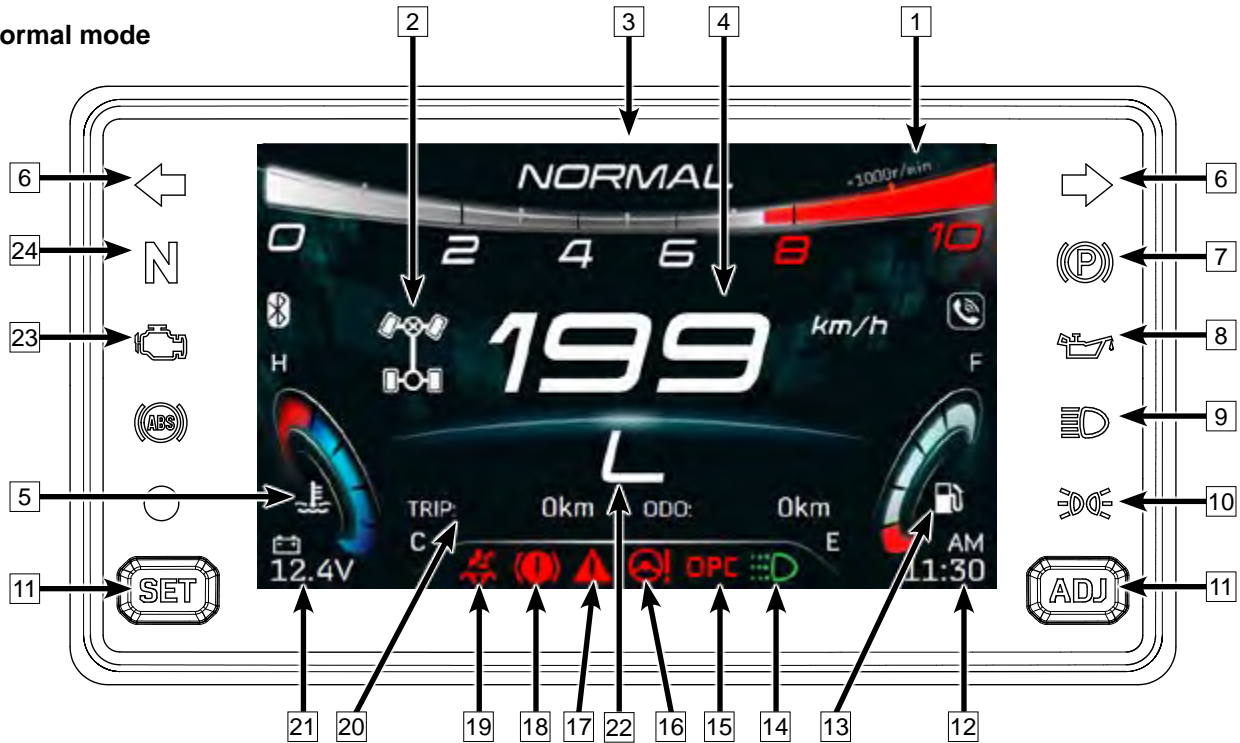 2 3 4 1
ormal mode
NORMAL
×1000r/min
6 6
0 2 4 6 8 10
24 N P 7
199 km/h
23 8
H F
ABS 9
L
5 10
TRIP: 0km ODO: 0km
C E AM
12.4V OPC 11:30
11 SET ADJ 11
21 20 19 18 17 22 16 15 14 13 12